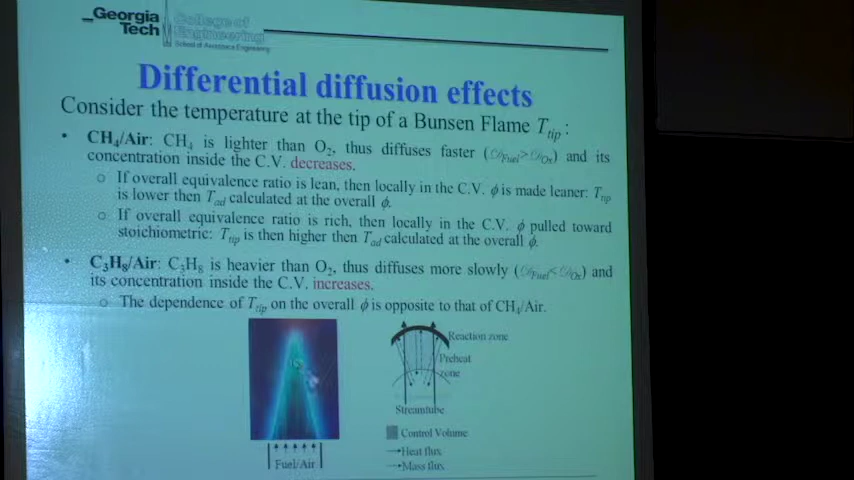 Georgia
Tech
College of
Engineering
School of Aerospace Engineering
Differential diffusion effects
Consider the temperature at the tip of a Bunsen Flame T_tip:
• CH₄/Air: CH₄ is lighter than O₂, thus diffuses faster (𝒟_Fuel>𝒟_Ox) and its
concentration inside the C.V. decreases.
o If overall equivalence ratio is lean, then locally in the C.V. ϕ is made leaner: T_tip
is lower then T_ad calculated at the overall ϕ.
o If overall equivalence ratio is rich, then locally in the C.V. ϕ pulled toward
stoichiometric: T_tip is then higher then T_ad calculated at the overall ϕ.
• C₃H₈/Air: C₃H₈ is heavier than O₂, thus diffuses more slowly (𝒟_Fuel<𝒟_Ox) and
its concentration inside the C.V. increases.
o The dependence of T_tip on the overall ϕ is opposite to that of CH₄/Air.
Reaction zone
Preheat
zone
Streamtube
Control Volume
Heat flux
Mass flux
Fuel/Air